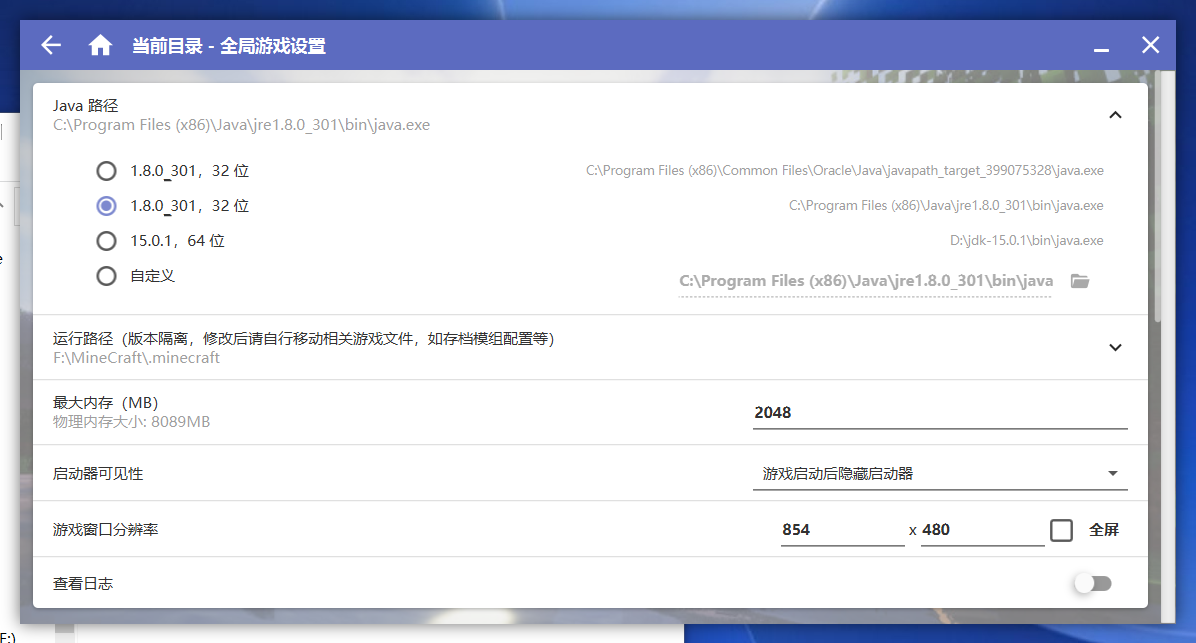 当前目录 - 全局游戏设置
Java 路径
C:\Program Files (x86)\Java\jre1.8.0_301\bin\java.exe
1.8.0_301，32 位 C:\Program Files (x86)\Common Files\Oracle\Java\javapath_target_399075328\java.exe
1.8.0_301，32 位 C:\Program Files (x86)\Java\jre1.8.0_301\bin\java.exe
15.0.1，64 位 D:\jdk-15.0.1\bin\java.exe
自定义 C:\Program Files (x86)\Java\jre1.8.0_301\bin\java
运行路径（版本隔离，修改后请自行移动相关游戏文件，如存档模组配置等）
F:\MineCraft\.minecraft
最大内存（MB）
物理内存大小: 8089MB
2048
启动器可见性 游戏启动后隐藏启动器
游戏窗口分辨率 854 x 480 全屏
查看日志